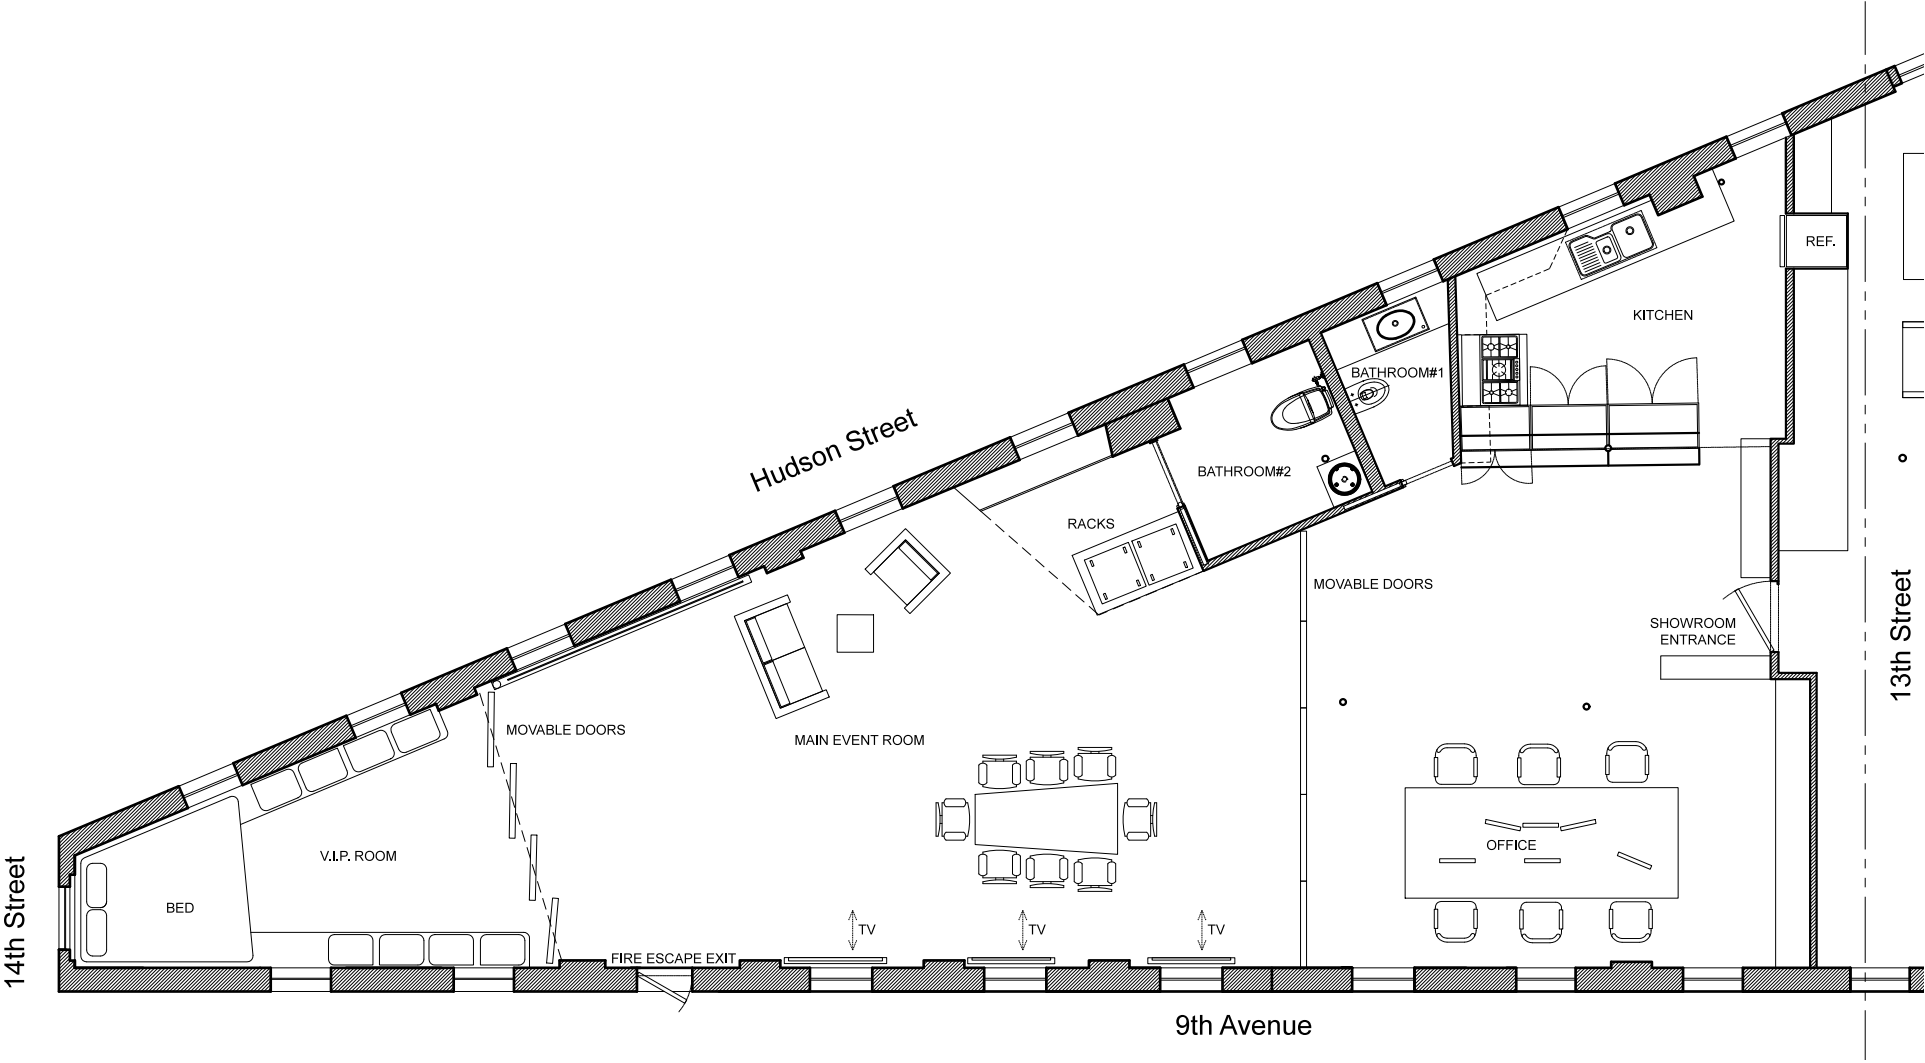 REF.
KITCHEN
BATHROOM#1
Hudson Street
BATHROOM#2
RACKS
MOVABLE DOORS
SHOWROOM
ENTRANCE
13th Street
MOVABLE DOORS
MAIN EVENT ROOM
OFFICE
V.I.P. ROOM
BED
14th Street
TV
TV
TV
FIRE ESCAPE EXIT
9th Avenue